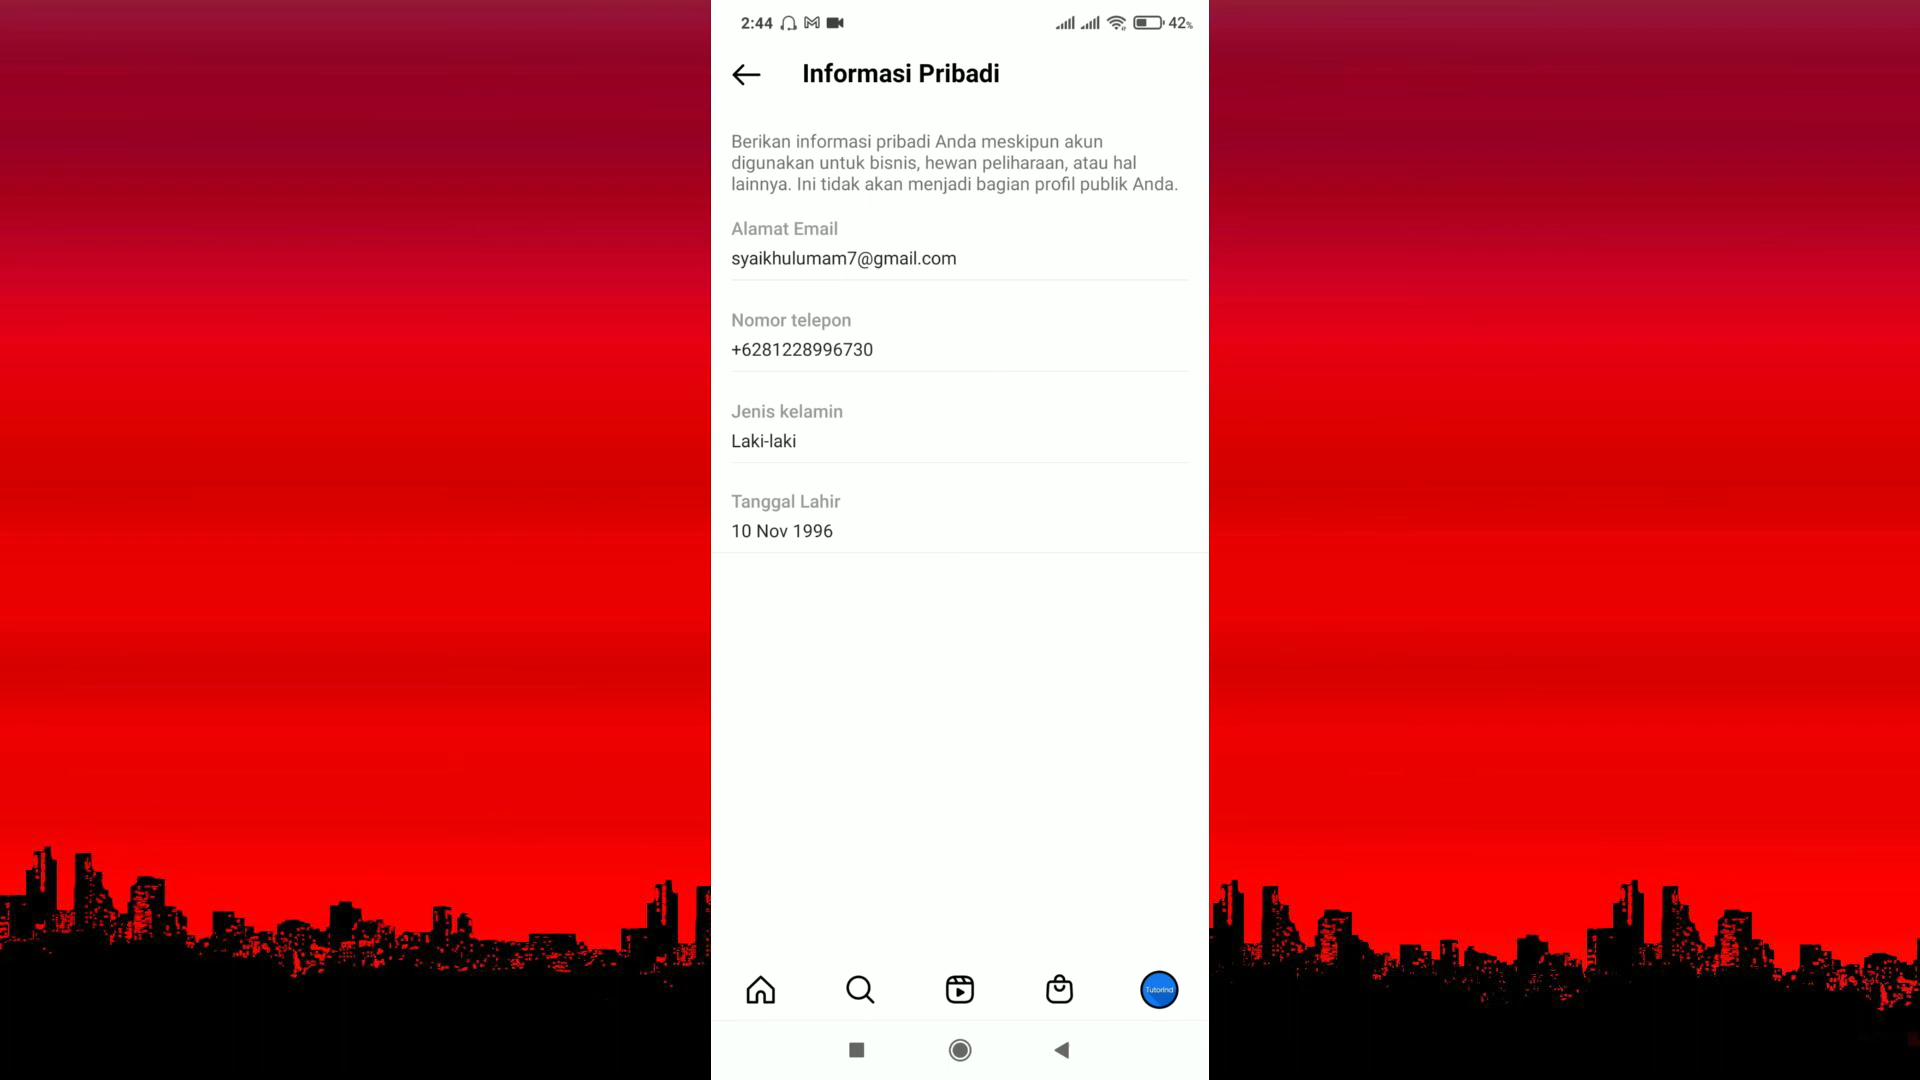 2:44
42%
Informasi Pribadi
Berikan informasi pribadi Anda meskipun akun
digunakan untuk bisnis, hewan peliharaan, atau hal
lainnya. Ini tidak akan menjadi bagian profil publik Anda.
Alamat Email
syaikhulumam7@gmail.com
Nomor telepon
+6281228996730
Jenis kelamin
Laki-laki
Tanggal Lahir
10 Nov 1996
Tutorind